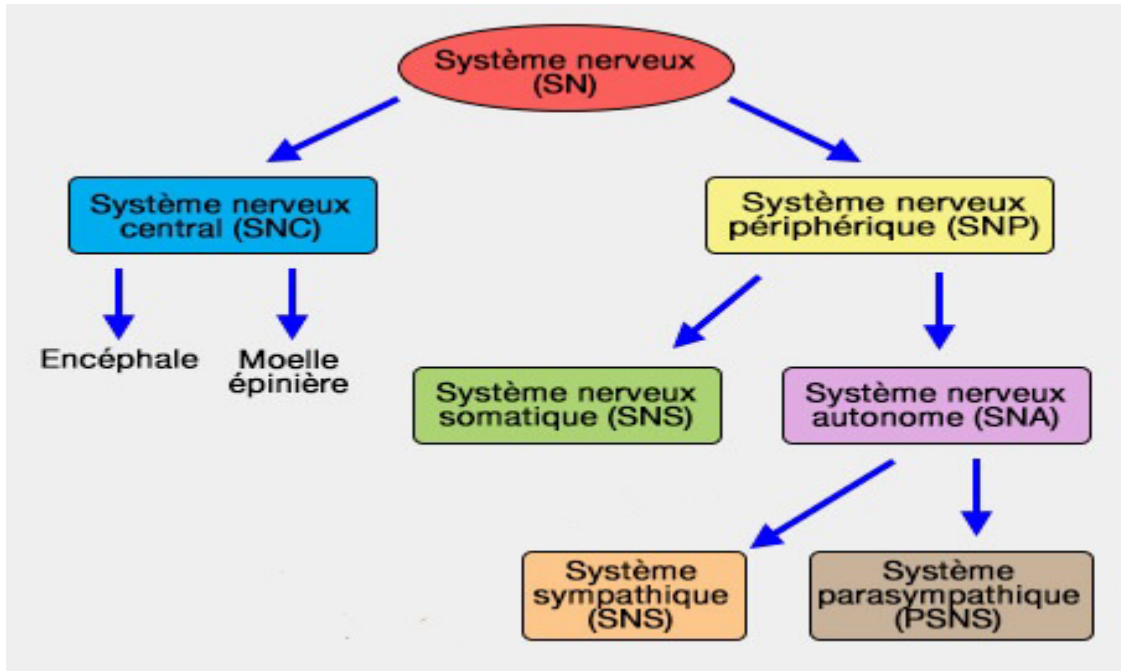 Système nerveux
(SN)
Système nerveux
central (SNC)
Système nerveux
périphérique (SNP)
Encéphale
Moelle
épinière
Système nerveux
somatique (SNS)
Système nerveux
autonome (SNA)
Système
sympathique
(SNS)
Système
parasympathique
(PSNS)